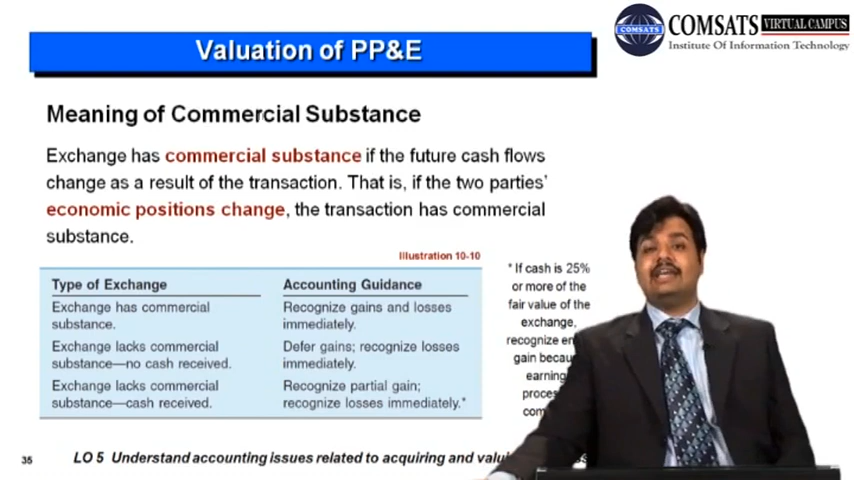 COMSATS VIRTUAL CAMPUS
Institute Of Information Technology
COMSATS
Valuation of PP&E
Meaning of Commercial Substance
Exchange has commercial substance if the future cash flows
change as a result of the transaction. That is, if the two parties'
economic positions change, the transaction has commercial
substance.
Illustration 10-10
Type of Exchange Accounting Guidance
Exchange has commercial Recognize gains and losses
substance. immediately.
Exchange lacks commercial Defer gains; recognize losses
substance—no cash received. immediately.
Exchange lacks commercial Recognize partial gain;
substance—cash received. recognize losses immediately.*
* If cash is 25%
or more of the
fair value of the
exchange,
recognize
gain
earning
35 LO 5 Understand accounting issues related to acquiring and